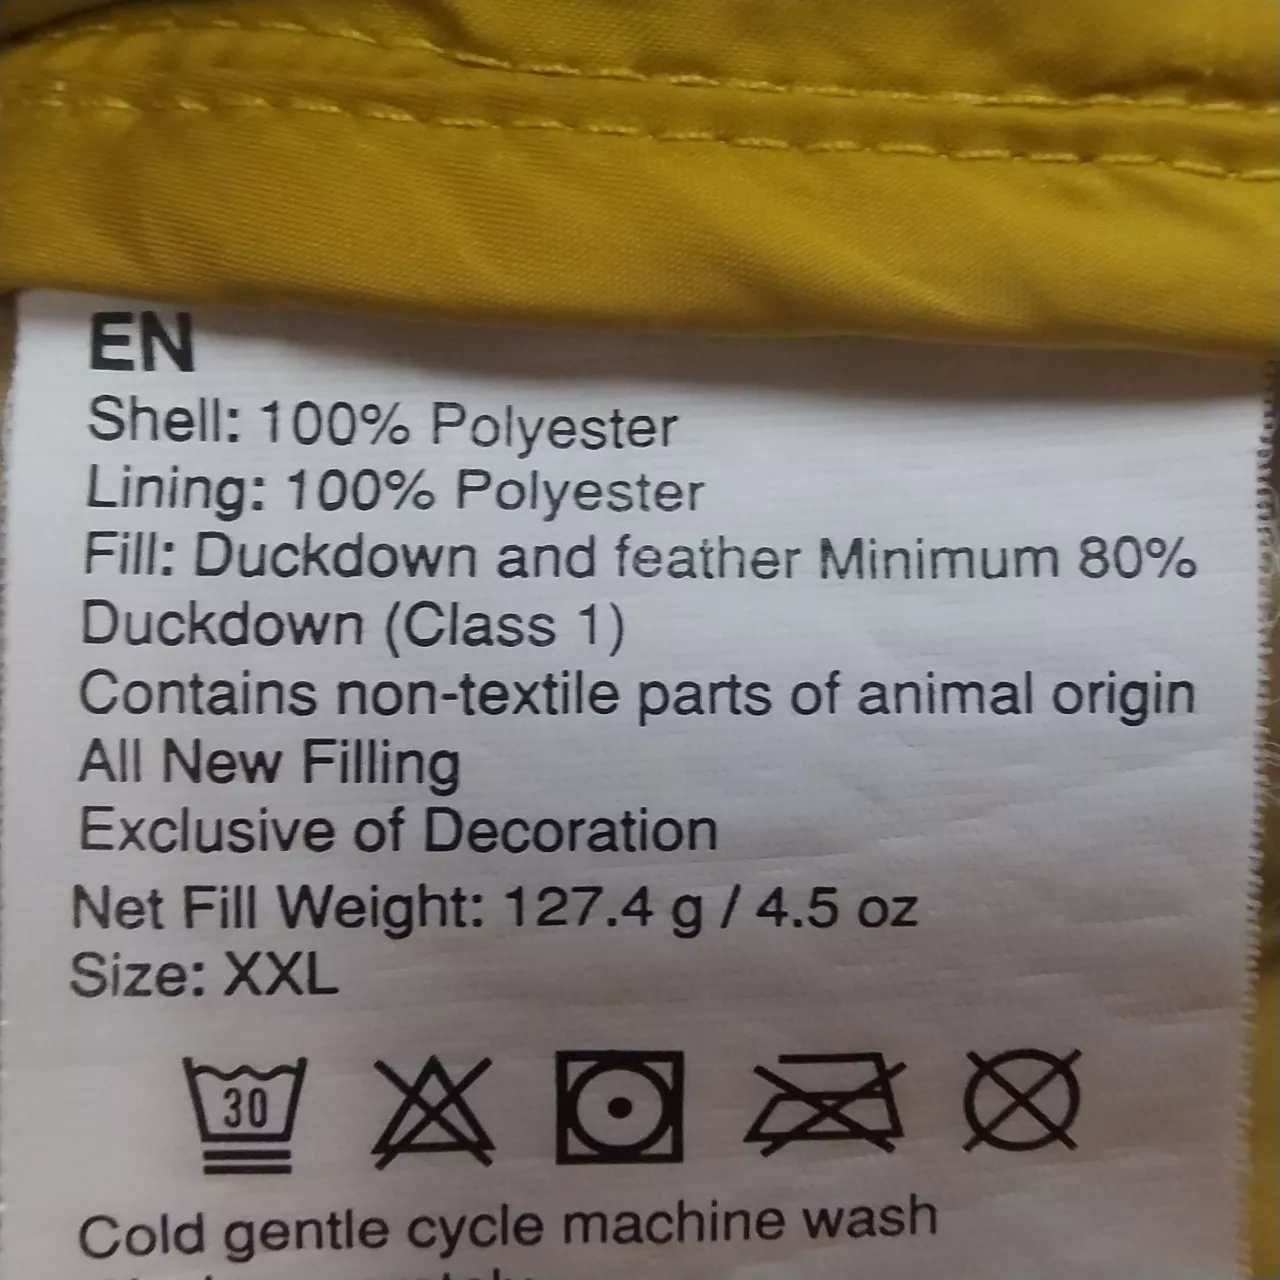 EN
Shell: 100% Polyester
Lining: 100% Polyester
Fill: Duckdown and feather Minimum 80%
Duckdown (Class 1)
Contains non-textile parts of animal origin
All New Filling
Exclusive of Decoration
Net Fill Weight: 127.4 g / 4.5 oz
Size: XXL
30
Cold gentle cycle machine wash